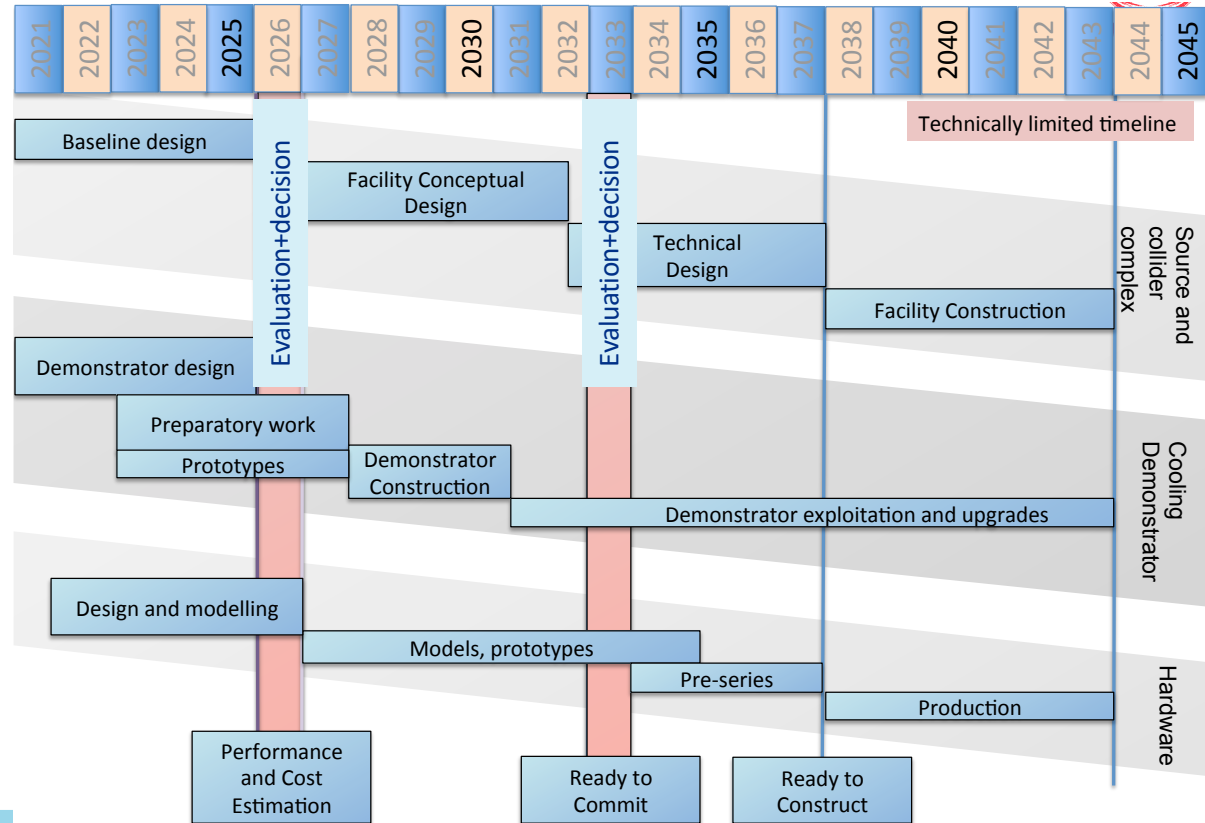 2021 2022 2023 2024 2025 2026 2027 2028 2029 2030 2031 2032 2033 2034 2035 2036 2037 2038 2039 2040 2041 2042 2043 2044 2045
Technically limited timeline
Baseline design
Evaluation+decision
Facility Conceptual
Design
Evaluation+decision
Technical
Design
Facility Construction
Source and
collider
complex
Demonstrator design
Preparatory work
Prototypes
Demonstrator
Construction
Demonstrator exploitation and upgrades
Cooling
Demonstrator
Design and modelling
Models, prototypes
Pre-series
Production
Hardware
Performance
and Cost
Estimation
Ready to
Commit
Ready to
Construct